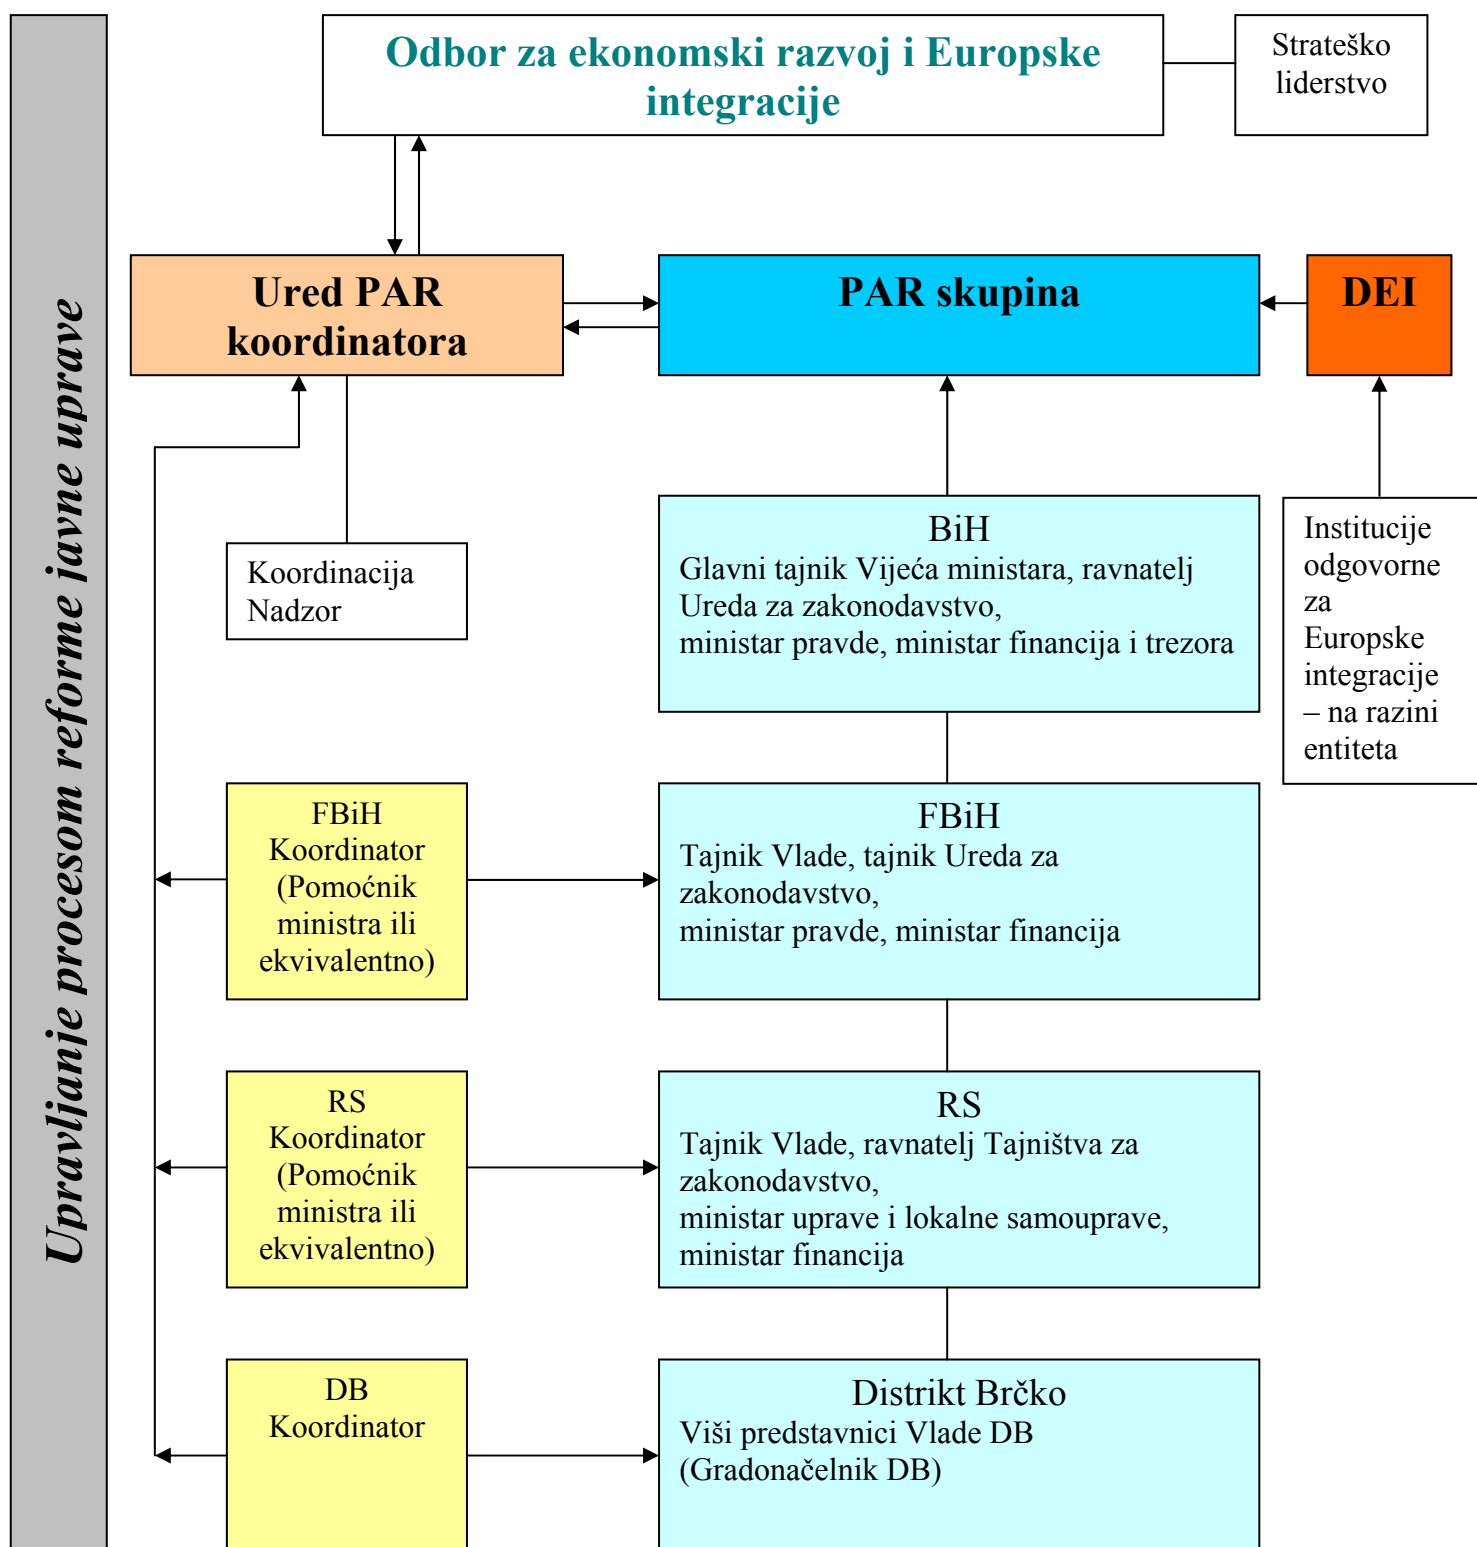 Upravljanje procesom reforme javne uprave
Odbor za ekonomski razvoj i Europske
integracije
Strateško
liderstvo
Ured PAR
koordinatora
PAR skupina
DEI
Koordinacija
Nadzor
BiH
Glavni tajnik Vijeća ministara, ravnatelj
Ureda za zakonodavstvo,
ministar pravde, ministar financija i trezora
Institucije
odgovorne
za
Europske
integracije
– na razini
entiteta
FBiH
Koordinator
(Pomoćnik
ministra ili
ekvivalentno)
FBiH
Tajnik Vlade, tajnik Ureda za
zakonodavstvo,
ministar pravde, ministar financija
RS
Koordinator
(Pomoćnik
ministra ili
ekvivalentno)
RS
Tajnik Vlade, ravnatelj Tajništva za
zakonodavstvo,
ministar uprave i lokalne samouprave,
ministar financija
DB
Koordinator
Distrikt Brčko
Viši predstavnici Vlade DB
(Gradonačelnik DB)